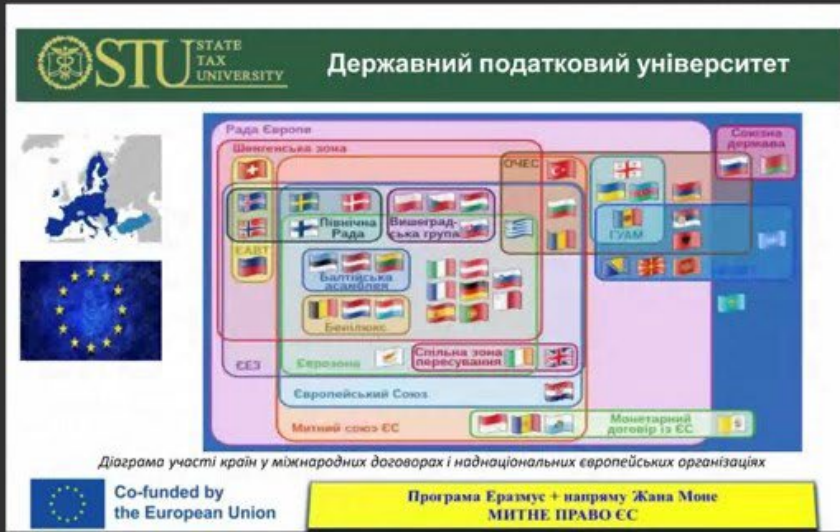 STU STATE
TAX
UNIVERSITY
Державний податковий університет
Рада Європе
Шенгенська зона
Союзна
держава
ОЧЕС
Північна
Рада
Вишеград-
ська група
ГУАМ
ЄАВТ
Балтійська
асамблея
Бенілюкс
ЄЕЗ
Єврозона
Спільна зона
пересування
Європейський Союз
Митний союз ЄС
Монетарний
договір із ЄС
Діаграма участі країн у міжнародних договорах і наднаціональних європейських організаціях
Co-funded by
the European Union
Програма Еразмус + напряму Жана Моне
МИТНЕ ПРАВО ЄС